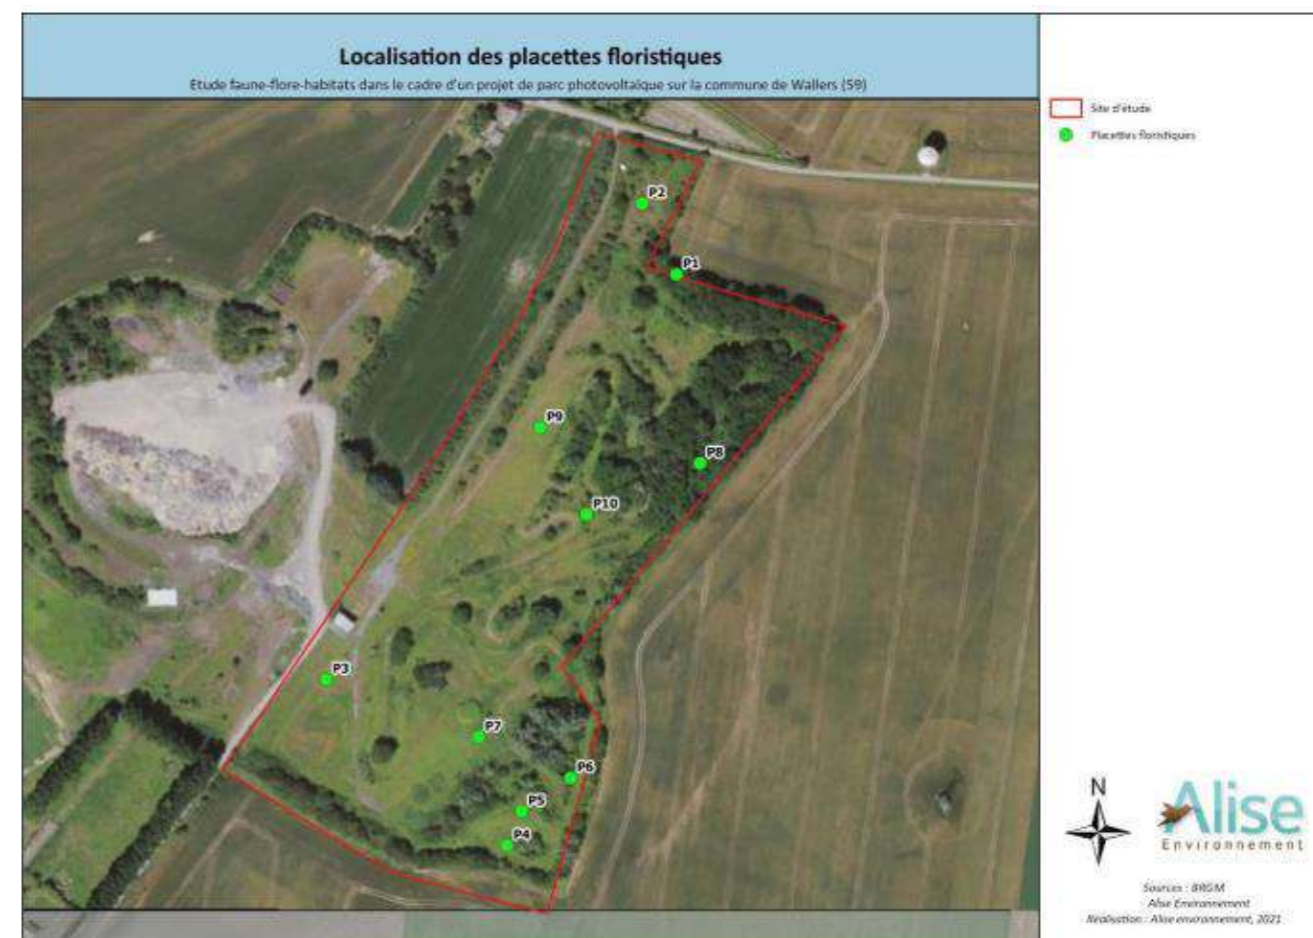 Localisation des placettes floristiques
Etude faune-flore-habitats dans le cadre d'un projet de parc photovoltaïque sur la commune de Wallers (59)
Site d'étude
Placettes floristiques
P2
P1
P9
P8
P10
P3
P7
P6
P5
P4
N
Alise
Environnement
Sources : BRGM
Alise Environnement
Réalisation : Alise environnement, 2021